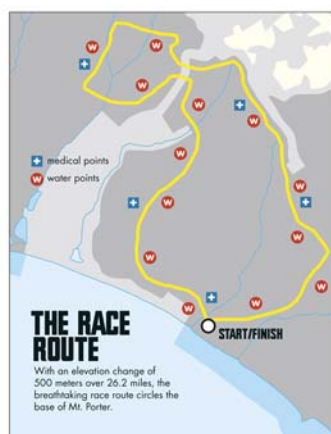 W
W
W
W
W
W
W
medical points
W water points
W
W
W
W
W
W
W
START/FINISH
THE RACE
ROUTE
With an elevation change of
500 meters over 26.2 miles, the
breathtaking race route circles the
base of Mt. Porter.